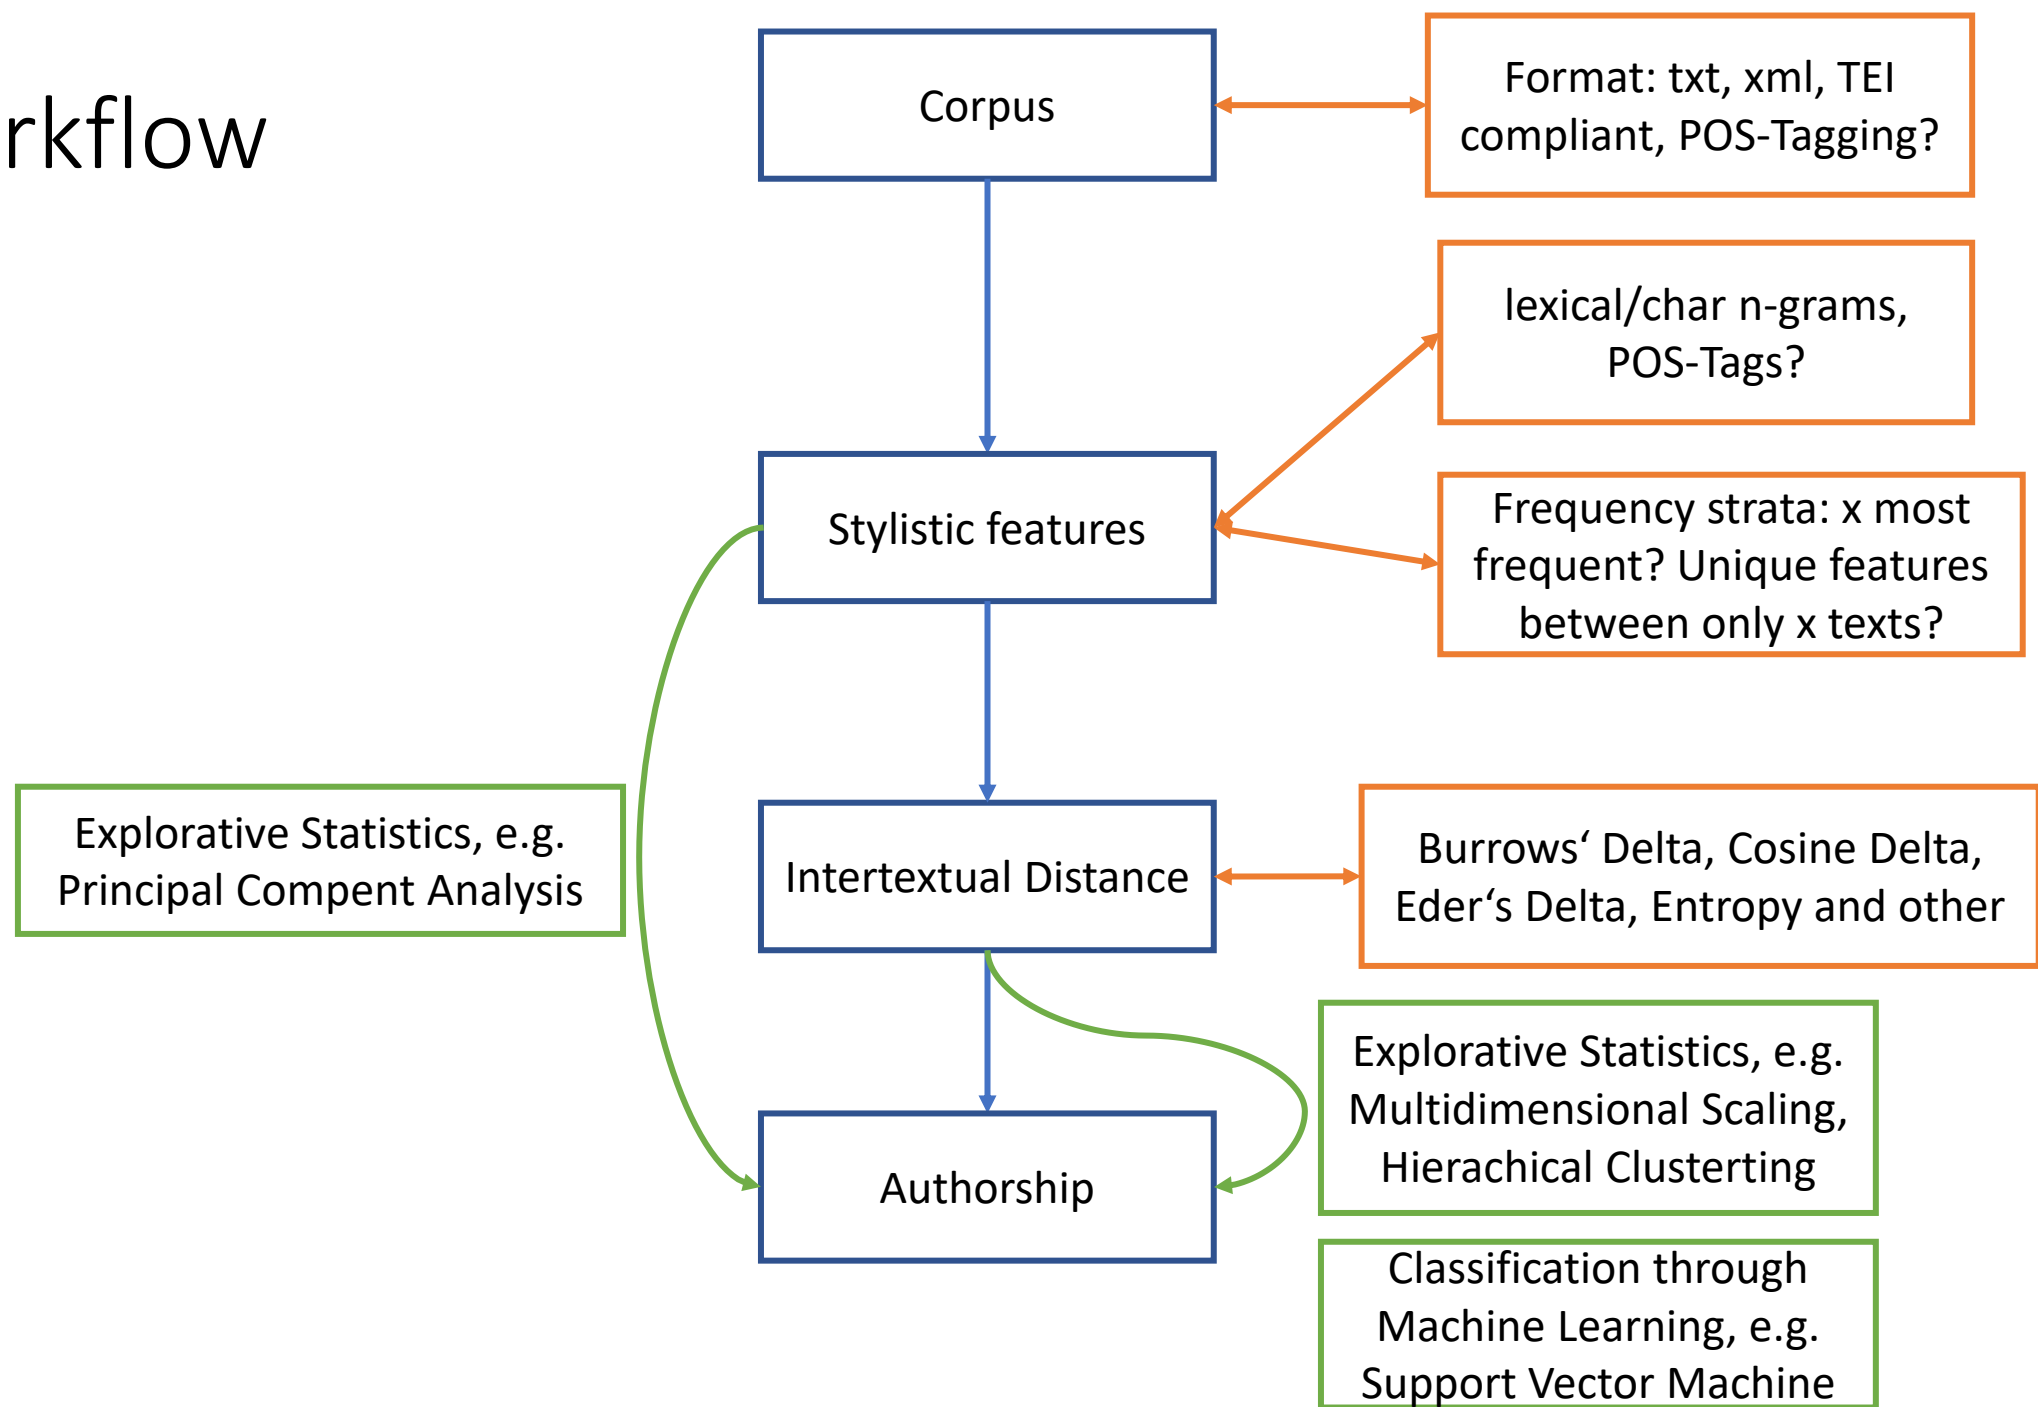 rkflow
Corpus
Format: txt, xml, TEI
compliant, POS-Tagging?
lexical/char n-grams,
POS-Tags?
Stylistic features
Frequency strata: x most
frequent? Unique features
between only x texts?
Explorative Statistics, e.g.
Principal Compent Analysis
Intertextual Distance
Burrows‘ Delta, Cosine Delta,
Eder‘s Delta, Entropy and other
Explorative Statistics, e.g.
Multidimensional Scaling,
Hierachical Clusterting
Authorship
Classification through
Machine Learning, e.g.
Support Vector Machine